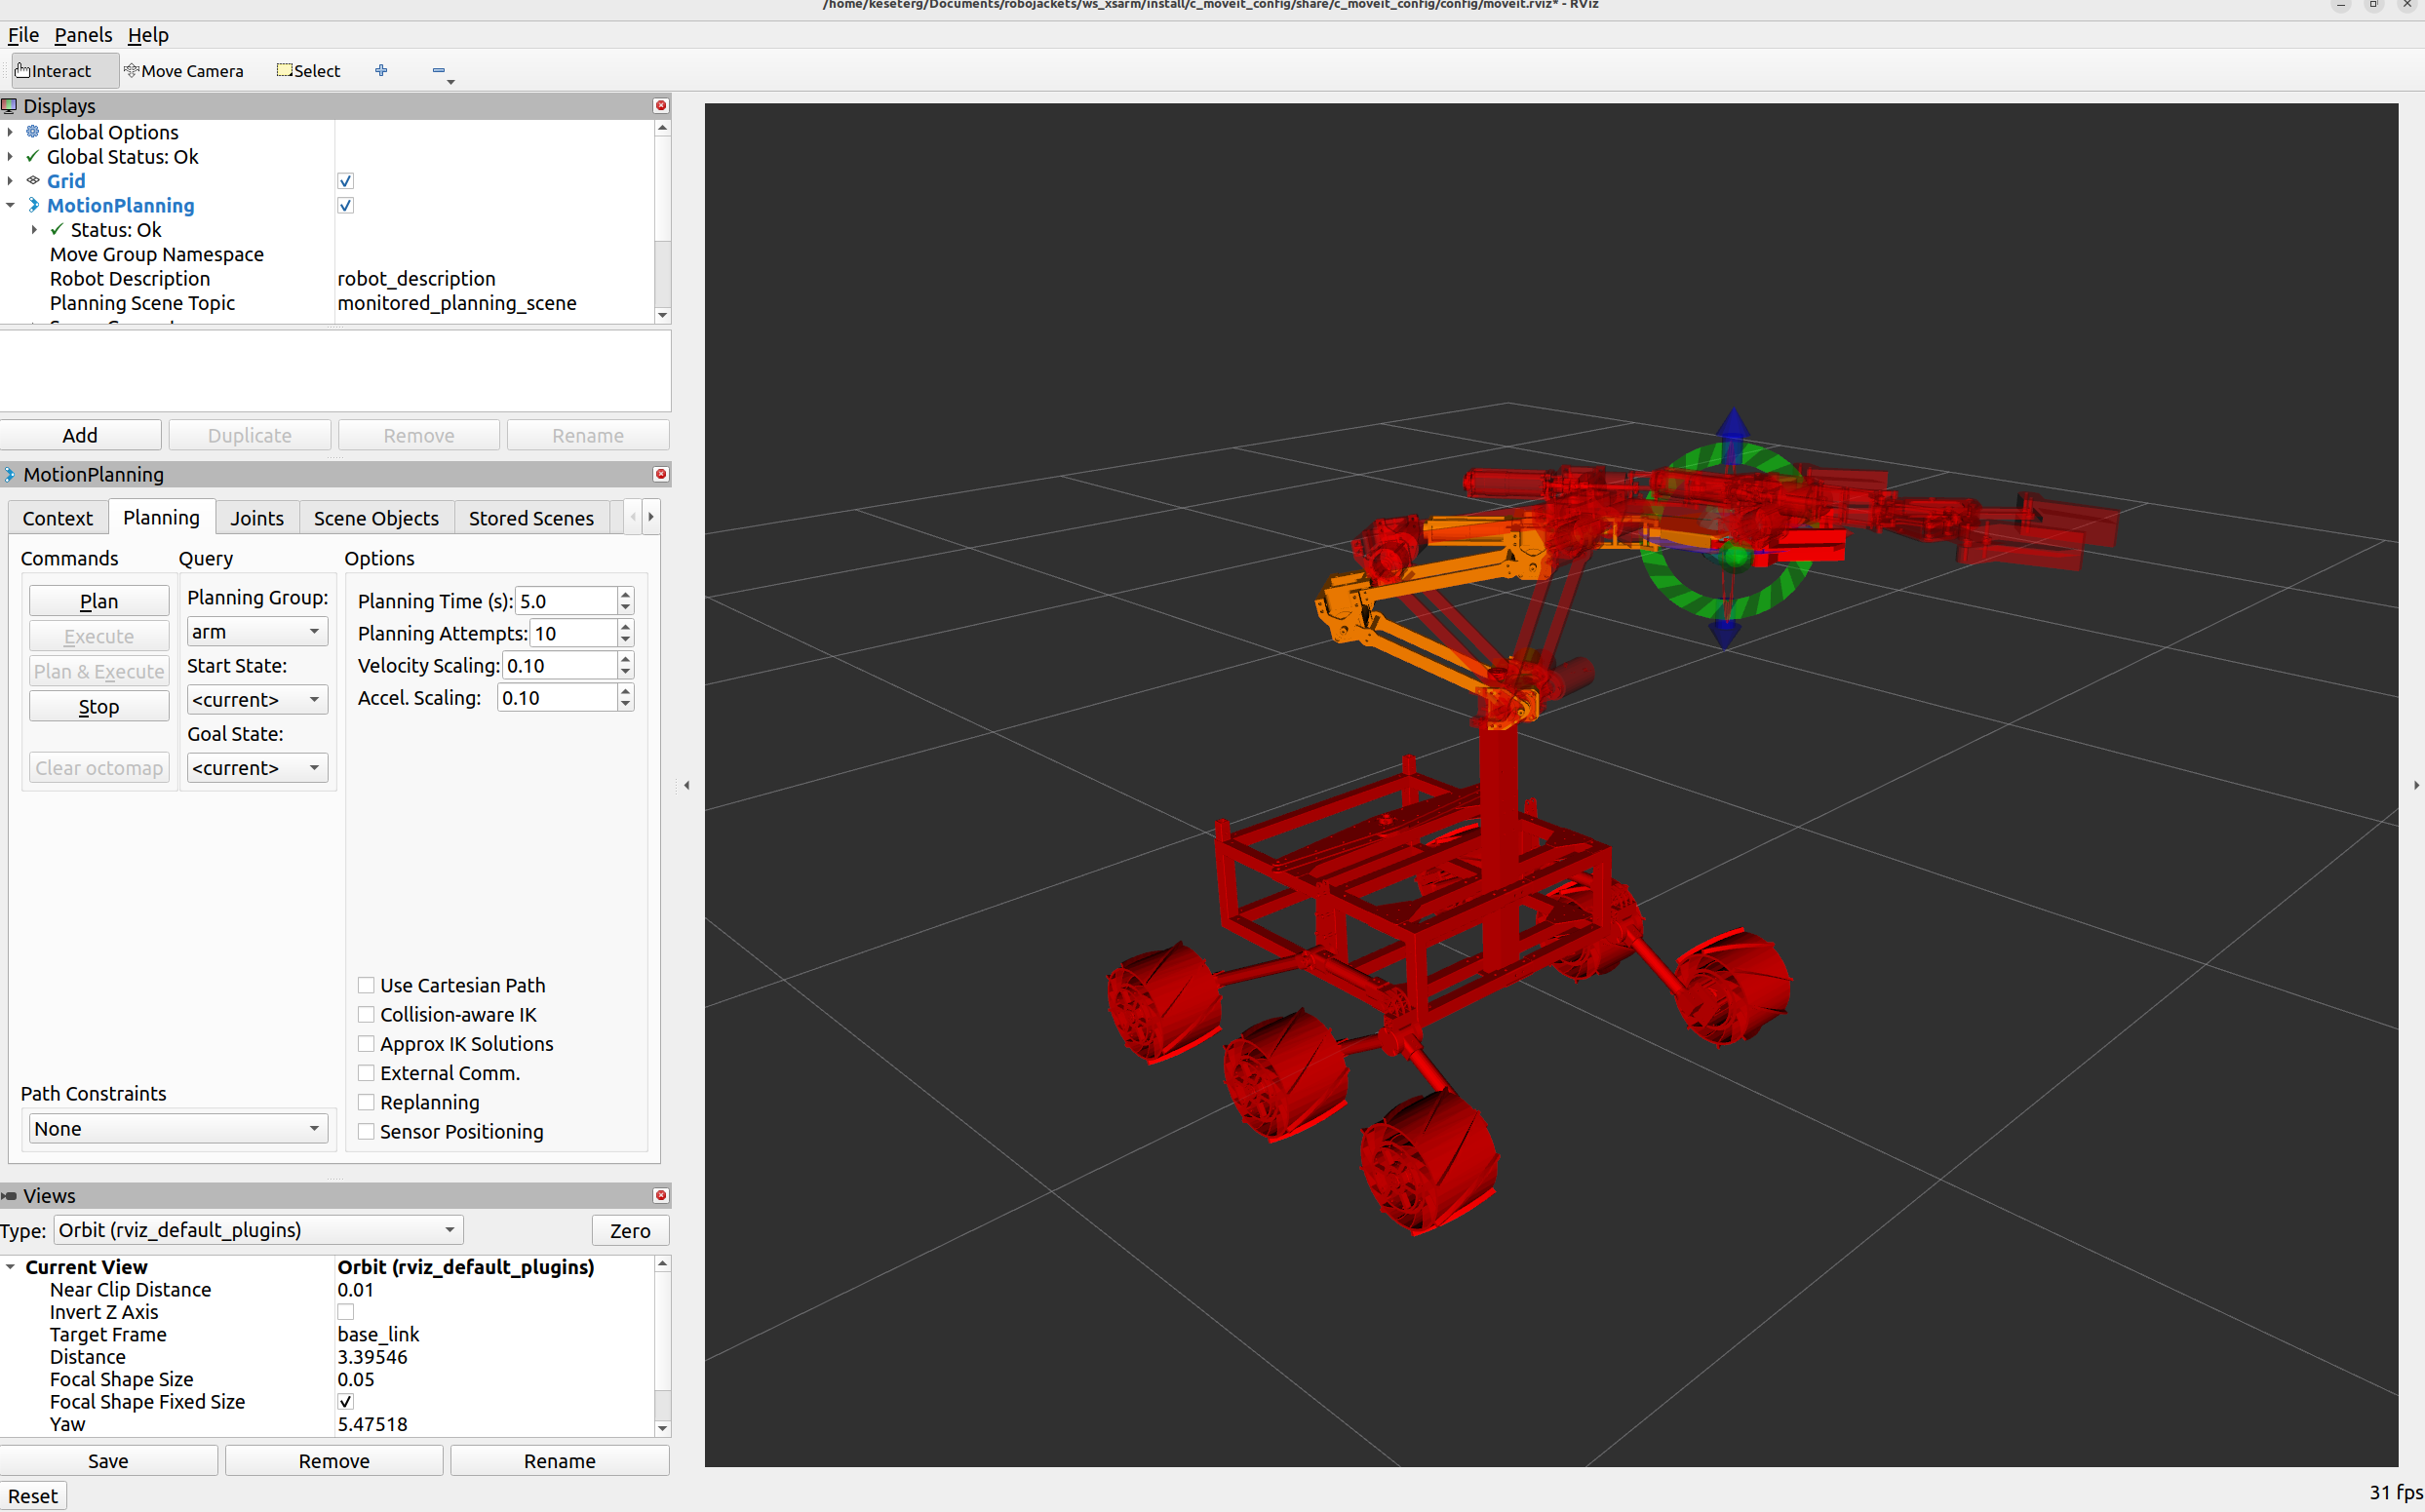 /home/keseterg/Documents/robojackets/ws_xsarm/install/c_moveit_config/share/c_moveit_config/config/moveit.rviz* - RViz
File Panels Help
Interact Move Camera Select
Displays
Global Options
Global Status: Ok
Grid
MotionPlanning
Status: Ok
Move Group Namespace
Robot Description robot_description
Planning Scene Topic monitored_planning_scene
Add Duplicate Remove Rename
MotionPlanning
Context Planning Joints Scene Objects Stored Scenes
Commands Query Options
Plan
Execute
Plan & Execute
Stop
Clear octomap
Planning Group:
arm
Start State:
<current>
Goal State:
<current>
Planning Time (s): 5.0
Planning Attempts: 10
Velocity Scaling: 0.10
Accel. Scaling: 0.10
Use Cartesian Path
Collision-aware IK
Approx IK Solutions
External Comm.
Replanning
Sensor Positioning
Path Constraints
None
Views
Type: Orbit (rviz_default_plugins) Zero
Current View Orbit (rviz_default_plugins)
Near Clip Distance 0.01
Invert Z Axis
Target Frame base_link
Distance 3.39546
Focal Shape Size 0.05
Focal Shape Fixed Size
Yaw 5.47518
Save Remove Rename
Reset
31 fps